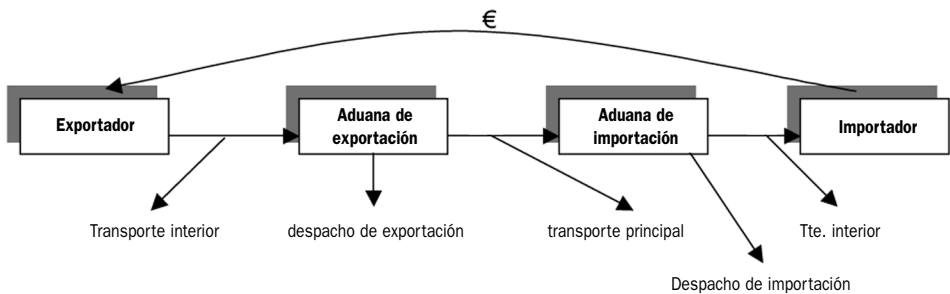 €
Exportador
Aduana de
exportación
Aduana de
importación
Importador
Transporte interior
despacho de exportación
transporte principal
Tte. interior
Despacho de importación